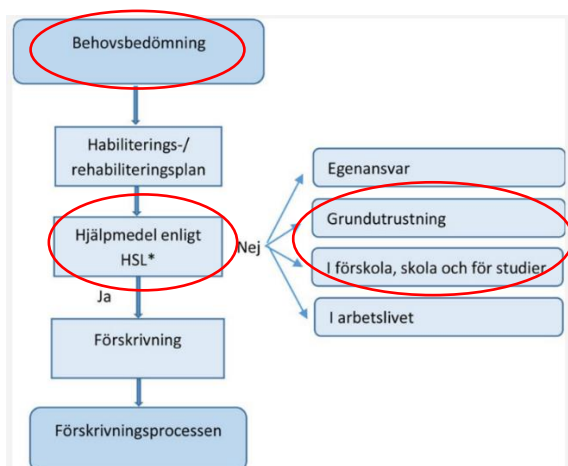 Behovsbedömning
Habiliterings-/
rehabiliteringsplan
Hjälpmedel enligt
HSL*
Nej
Ja
Egenansvar
Grundutrustning
I förskola, skola och för studier
I arbetslivet
Förskrivning
Förskrivningsprocessen